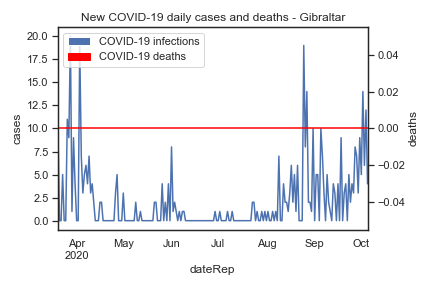 New COVID-19 daily cases and deaths - Gibraltar
COVID-19 infections
COVID-19 deaths
cases
20.0
17.5
15.0
12.5
10.0
7.5
5.0
2.5
0.0
deaths
0.04
0.02
0.00
−0.02
−0.04
Apr May Jun Jul Aug Sep Oct
2020
dateRep